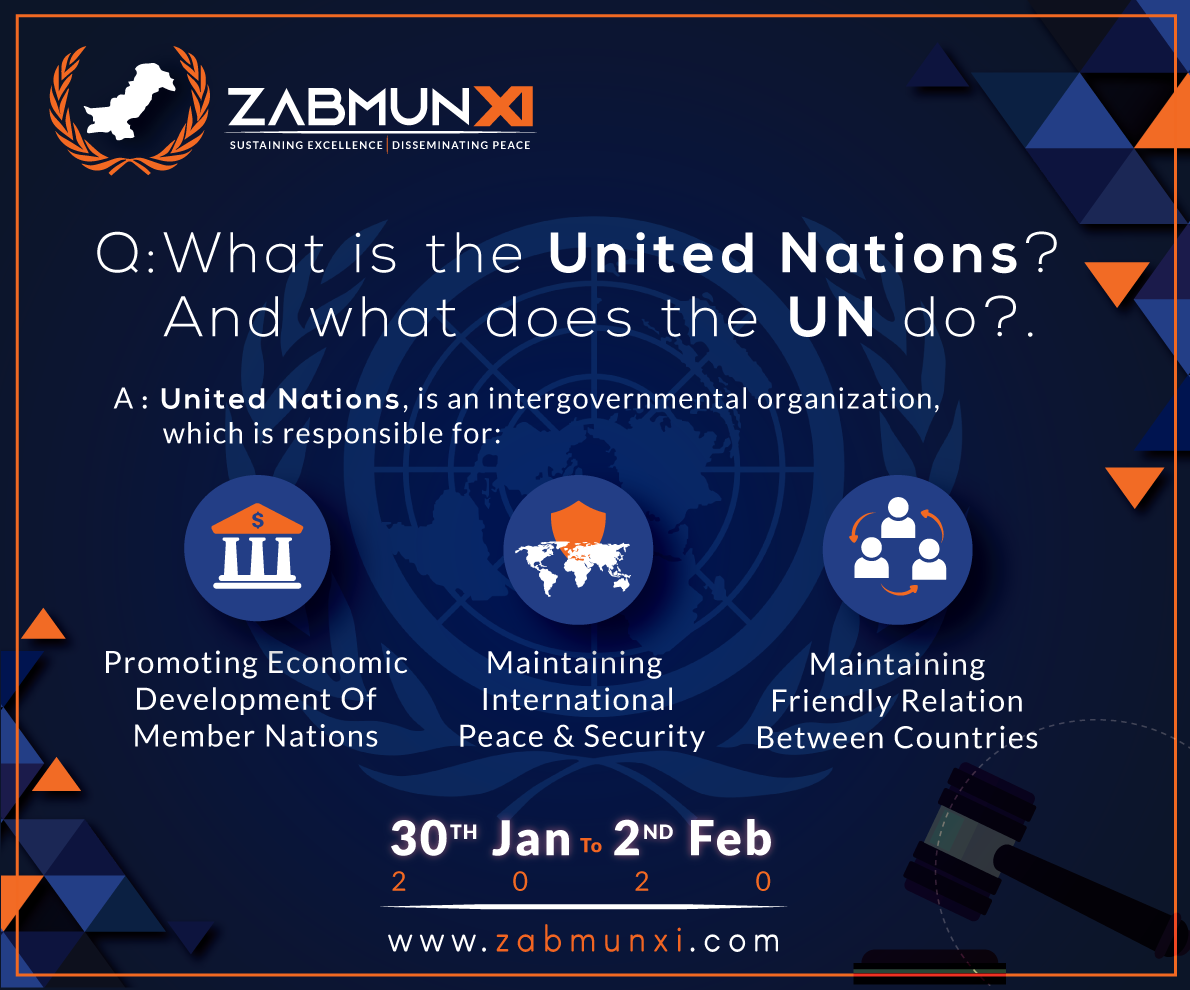 ZABMUNXI
SUSTAINING EXCELLENCE | DISSEMINATING PEACE
Q:What is the United Nations?
And what does the UN do?.
A: United Nations, is an intergovernmental organization,
which is responsible for:
$
Promoting Economic
Development Of
Member Nations
Maintaining
International
Peace & Security
Maintaining
Friendly Relation
Between Countries
30TH Jan To 2ND Feb
2 0 2 0
www.zabmunxi.com